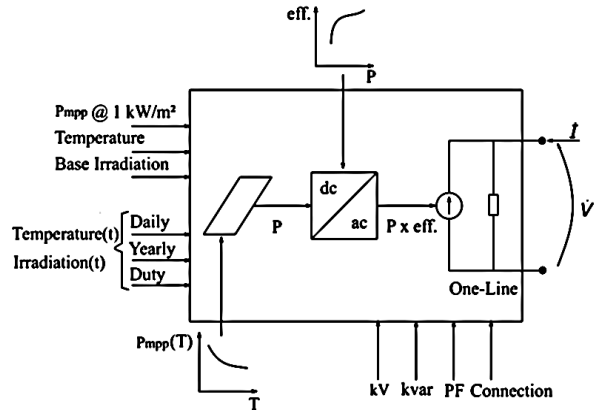 eff.
P
Pmpp @ 1 kW/m²
Temperature
Base Irradiation
dc
ac
P
P x eff.
İ
V̇
Temperature(t)
Irradiation(t)
Daily
Yearly
Duty
One-Line
Pmpp(T)
T
kV
kvar
PF
Connection